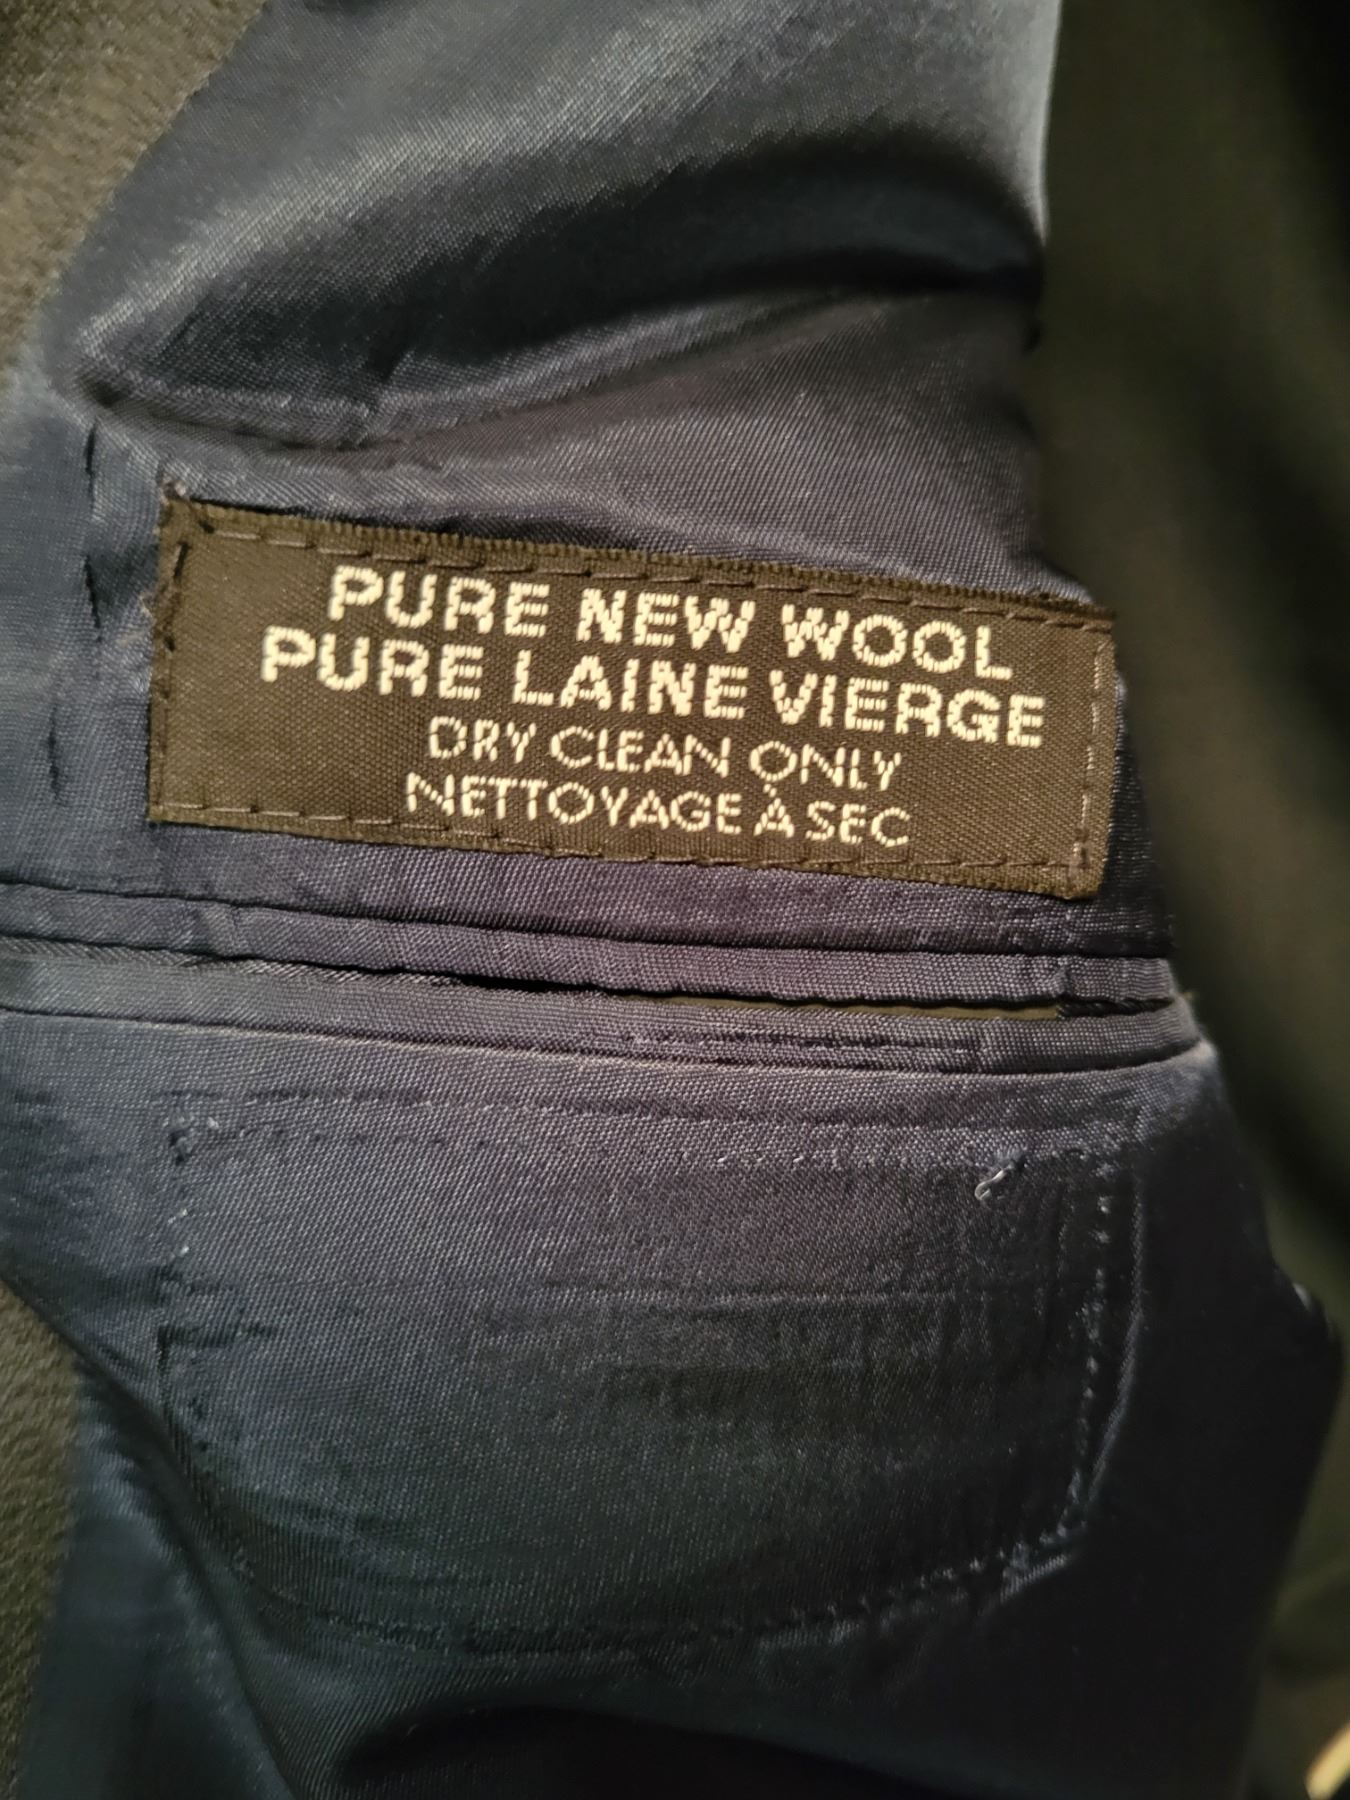 PURE NEW WOOL
PURE LAINE VIERGE
DRY CLEAN ONLY
NETTOYAGE À SEC